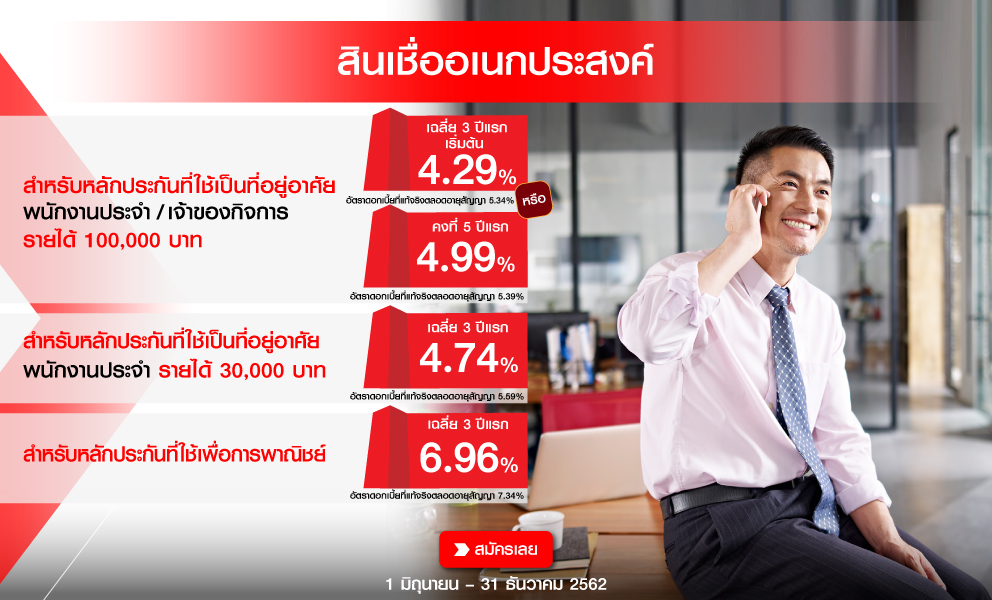 สินเชื่ออเนกประสงค์
สำหรับหลักประกันที่ใช้เป็นที่อยู่อาศัย
พนักงานประจำ / เจ้าของกิจการ
รายได้ 100,000 บาท
เฉลี่ย 3 ปีแรก
เริ่มต้น
4.29%
อัตราดอกเบี้ยที่แท้จริงตลอดอายุสัญญา 5.34%
หรือ
คงที่ 5 ปีแรก
4.99%
อัตราดอกเบี้ยที่แท้จริงตลอดอายุสัญญา 5.39%
สำหรับหลักประกันที่ใช้เป็นที่อยู่อาศัย
พนักงานประจำ รายได้ 30,000 บาท
เฉลี่ย 3 ปีแรก
4.74%
อัตราดอกเบี้ยที่แท้จริงตลอดอายุสัญญา 5.59%
สำหรับหลักประกันที่ใช้เพื่อการพาณิชย์
เฉลี่ย 3 ปีแรก
6.96%
อัตราดอกเบี้ยที่แท้จริงตลอดอายุสัญญา 7.34%
สมัครเลย
1 มิถุนายน – 31 ธันวาคม 2562